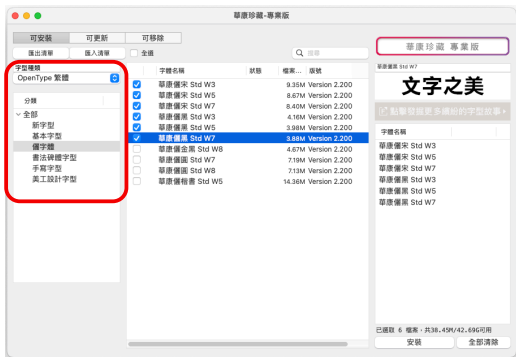 華康珍藏-專業版
可安裝 可更新 可移除
匯出清單 匯入清單 全選 搜尋
字型種類
OpenType 繁體
分類
全部
新字型
基本字型
儷字體
書法碑體字型
手寫字型
美工設計字型
字體名稱 狀態 檔案... 版號
華康儷宋 Std W3 9.35M Version 2.200
華康儷宋 Std W5 8.67M Version 2.200
華康儷宋 Std W7 8.40M Version 2.200
華康儷黑 Std W3 4.16M Version 2.200
華康儷黑 Std W5 3.98M Version 2.200
華康儷黑 Std W7 3.88M Version 2.200
華康儷金黑 Std W8 4.67M Version 2.200
華康儷圓 Std W7 7.19M Version 2.200
華康儷圓 Std W8 7.13M Version 2.200
華康儷楷書 Std W5 14.36M Version 2.200
華康珍藏 專業版
華康儷黑 Std W7
文字之美
點擊發掘更多繽紛的字型故事
字體名稱
華康儷宋 Std W3
華康儷宋 Std W5
華康儷宋 Std W7
華康儷黑 Std W3
華康儷黑 Std W5
華康儷黑 Std W7
已選取 6 檔案，共38.45M/42.69G可用
安裝 全部清除